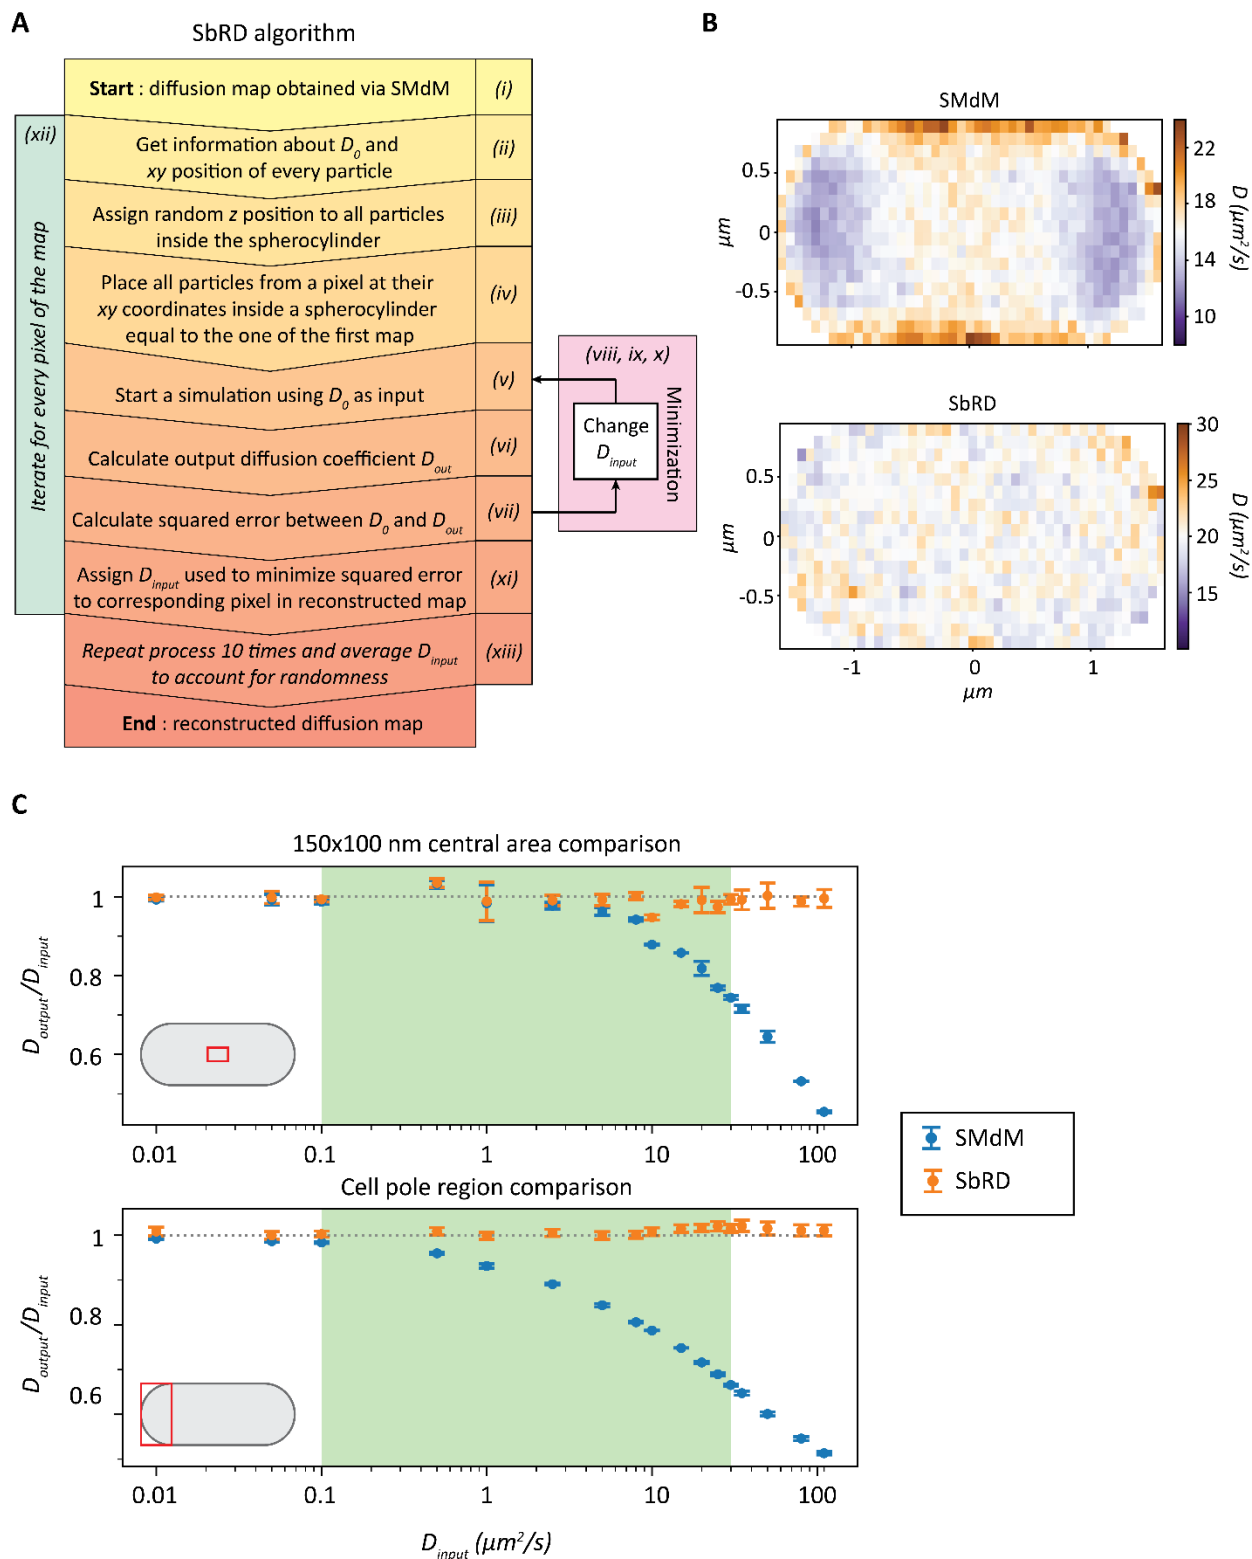 A
SbRD algorithm
Start : diffusion map obtained via SMdM
(i)
(xii)
Iterate for every pixel of the map
Get information about D0 and
xy position of every particle
(ii)
Assign random z position to all particles
inside the spherocylinder
(iii)
Place all particles from a pixel at their
xy coordinates inside a spherocylinder
equal to the one of the first map
(iv)
Start a simulation using D0 as input
(v)
Calculate output diffusion coefficient Dout
(vi)
Calculate squared error between D0 and Dout
(vii)
(viii, ix, x)
Change
Dinput
Minimization
Assign Dinput used to minimize squared error
to corresponding pixel in reconstructed map
(xi)
Repeat process 10 times and average Dinput
to account for randomness
(xiii)
End : reconstructed diffusion map
B
SMdM
0.5
0
-0.5
μm
22
18
14
10
D (μm²/s)
SbRD
0.5
0
-0.5
μm
-1
0
1
μm
30
25
20
15
D (μm²/s)
C
150x100 nm central area comparison
1
0.8
0.6
Doutput/Dinput
0.01
0.1
1
10
100
Cell pole region comparison
1
0.8
0.6
Doutput/Dinput
0.01
0.1
1
10
100
Dinput (μm²/s)
SMdM
SbRD